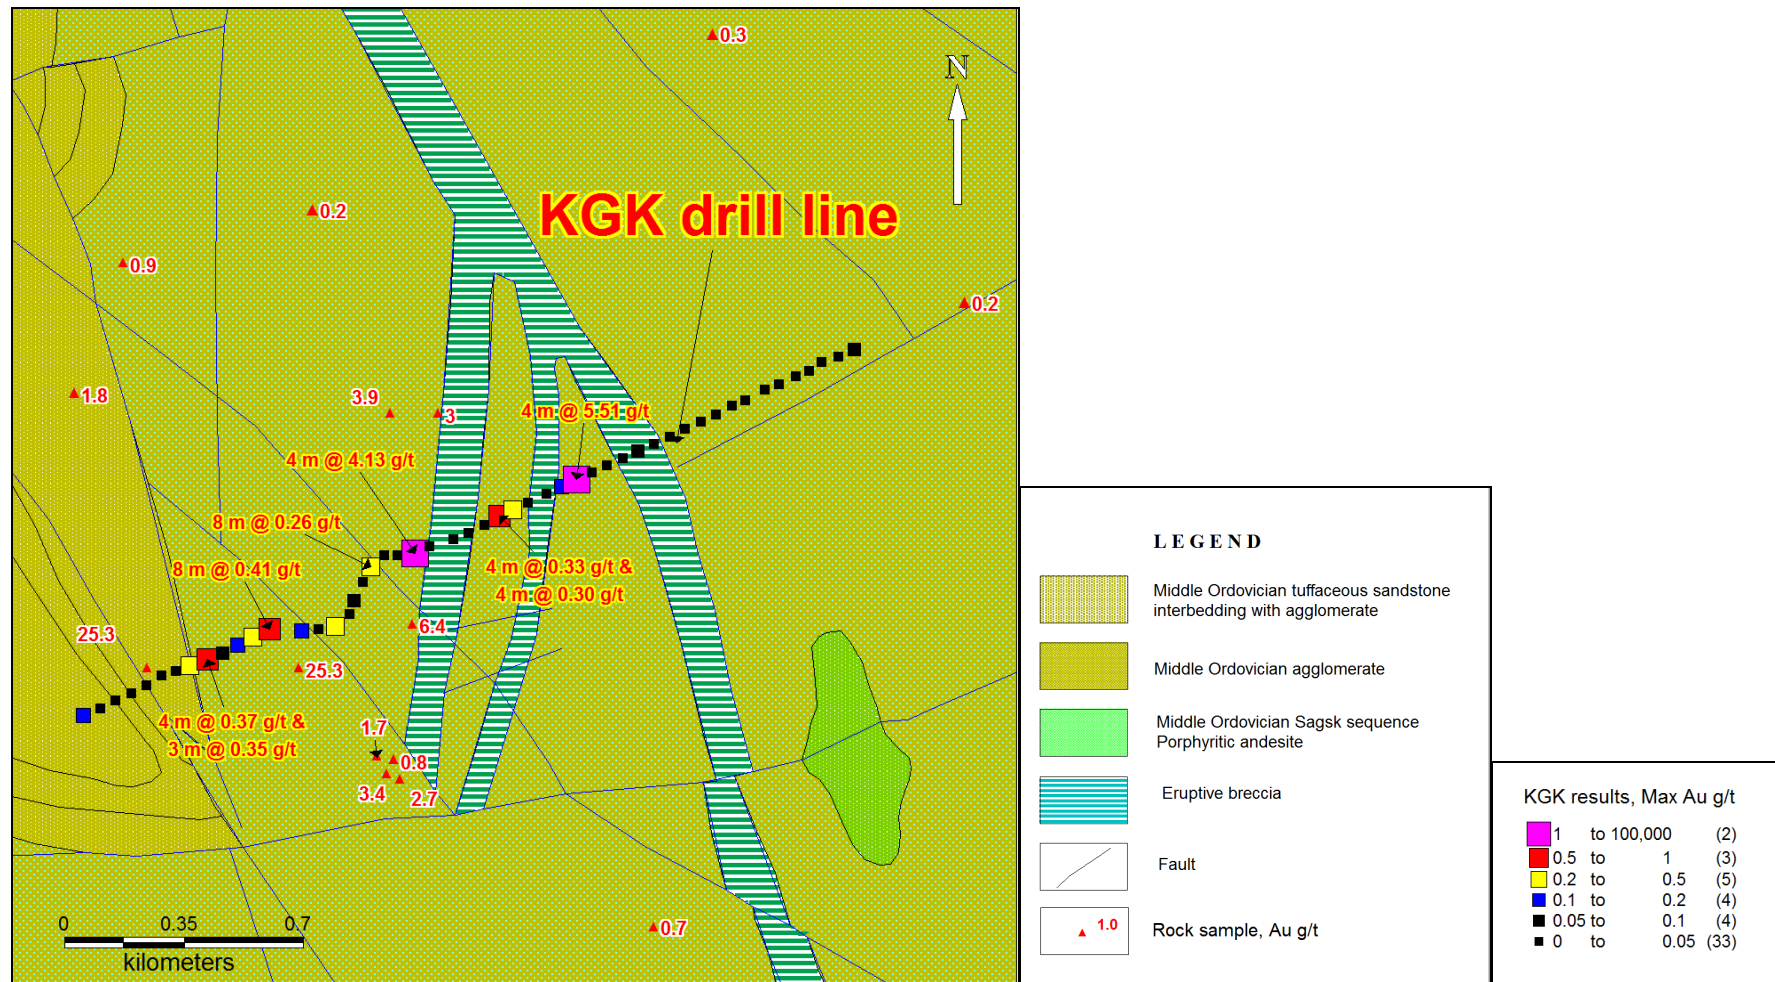 0.3
N
KGK drill line
0.2
0.9
0.2
1.8
3.9
3
4 m @ 5.51 g/t
4 m @ 4.13 g/t
8 m @ 0.26 g/t
8 m @ 0.41 g/t
4 m @ 0.33 g/t &
4 m @ 0.30 g/t
25.3
6.4
25.3
4 m @ 0.37 g/t &
3 m @ 0.35 g/t
1.7
0.8
3.4
2.7
0.7
0 0.35 0.7
kilometers
LEGEND
Middle Ordovician tuffaceous sandstone
interbedding with agglomerate
Middle Ordovician agglomerate
Middle Ordovician Sagsk sequence
Porphyritic andesite
Eruptive breccia
Fault
1.0
Rock sample, Au g/t
KGK results, Max Au g/t
1 to 100,000 (2)
0.5 to 1 (3)
0.2 to 0.5 (5)
0.1 to 0.2 (4)
0.05 to 0.1 (4)
0 to 0.05 (33)